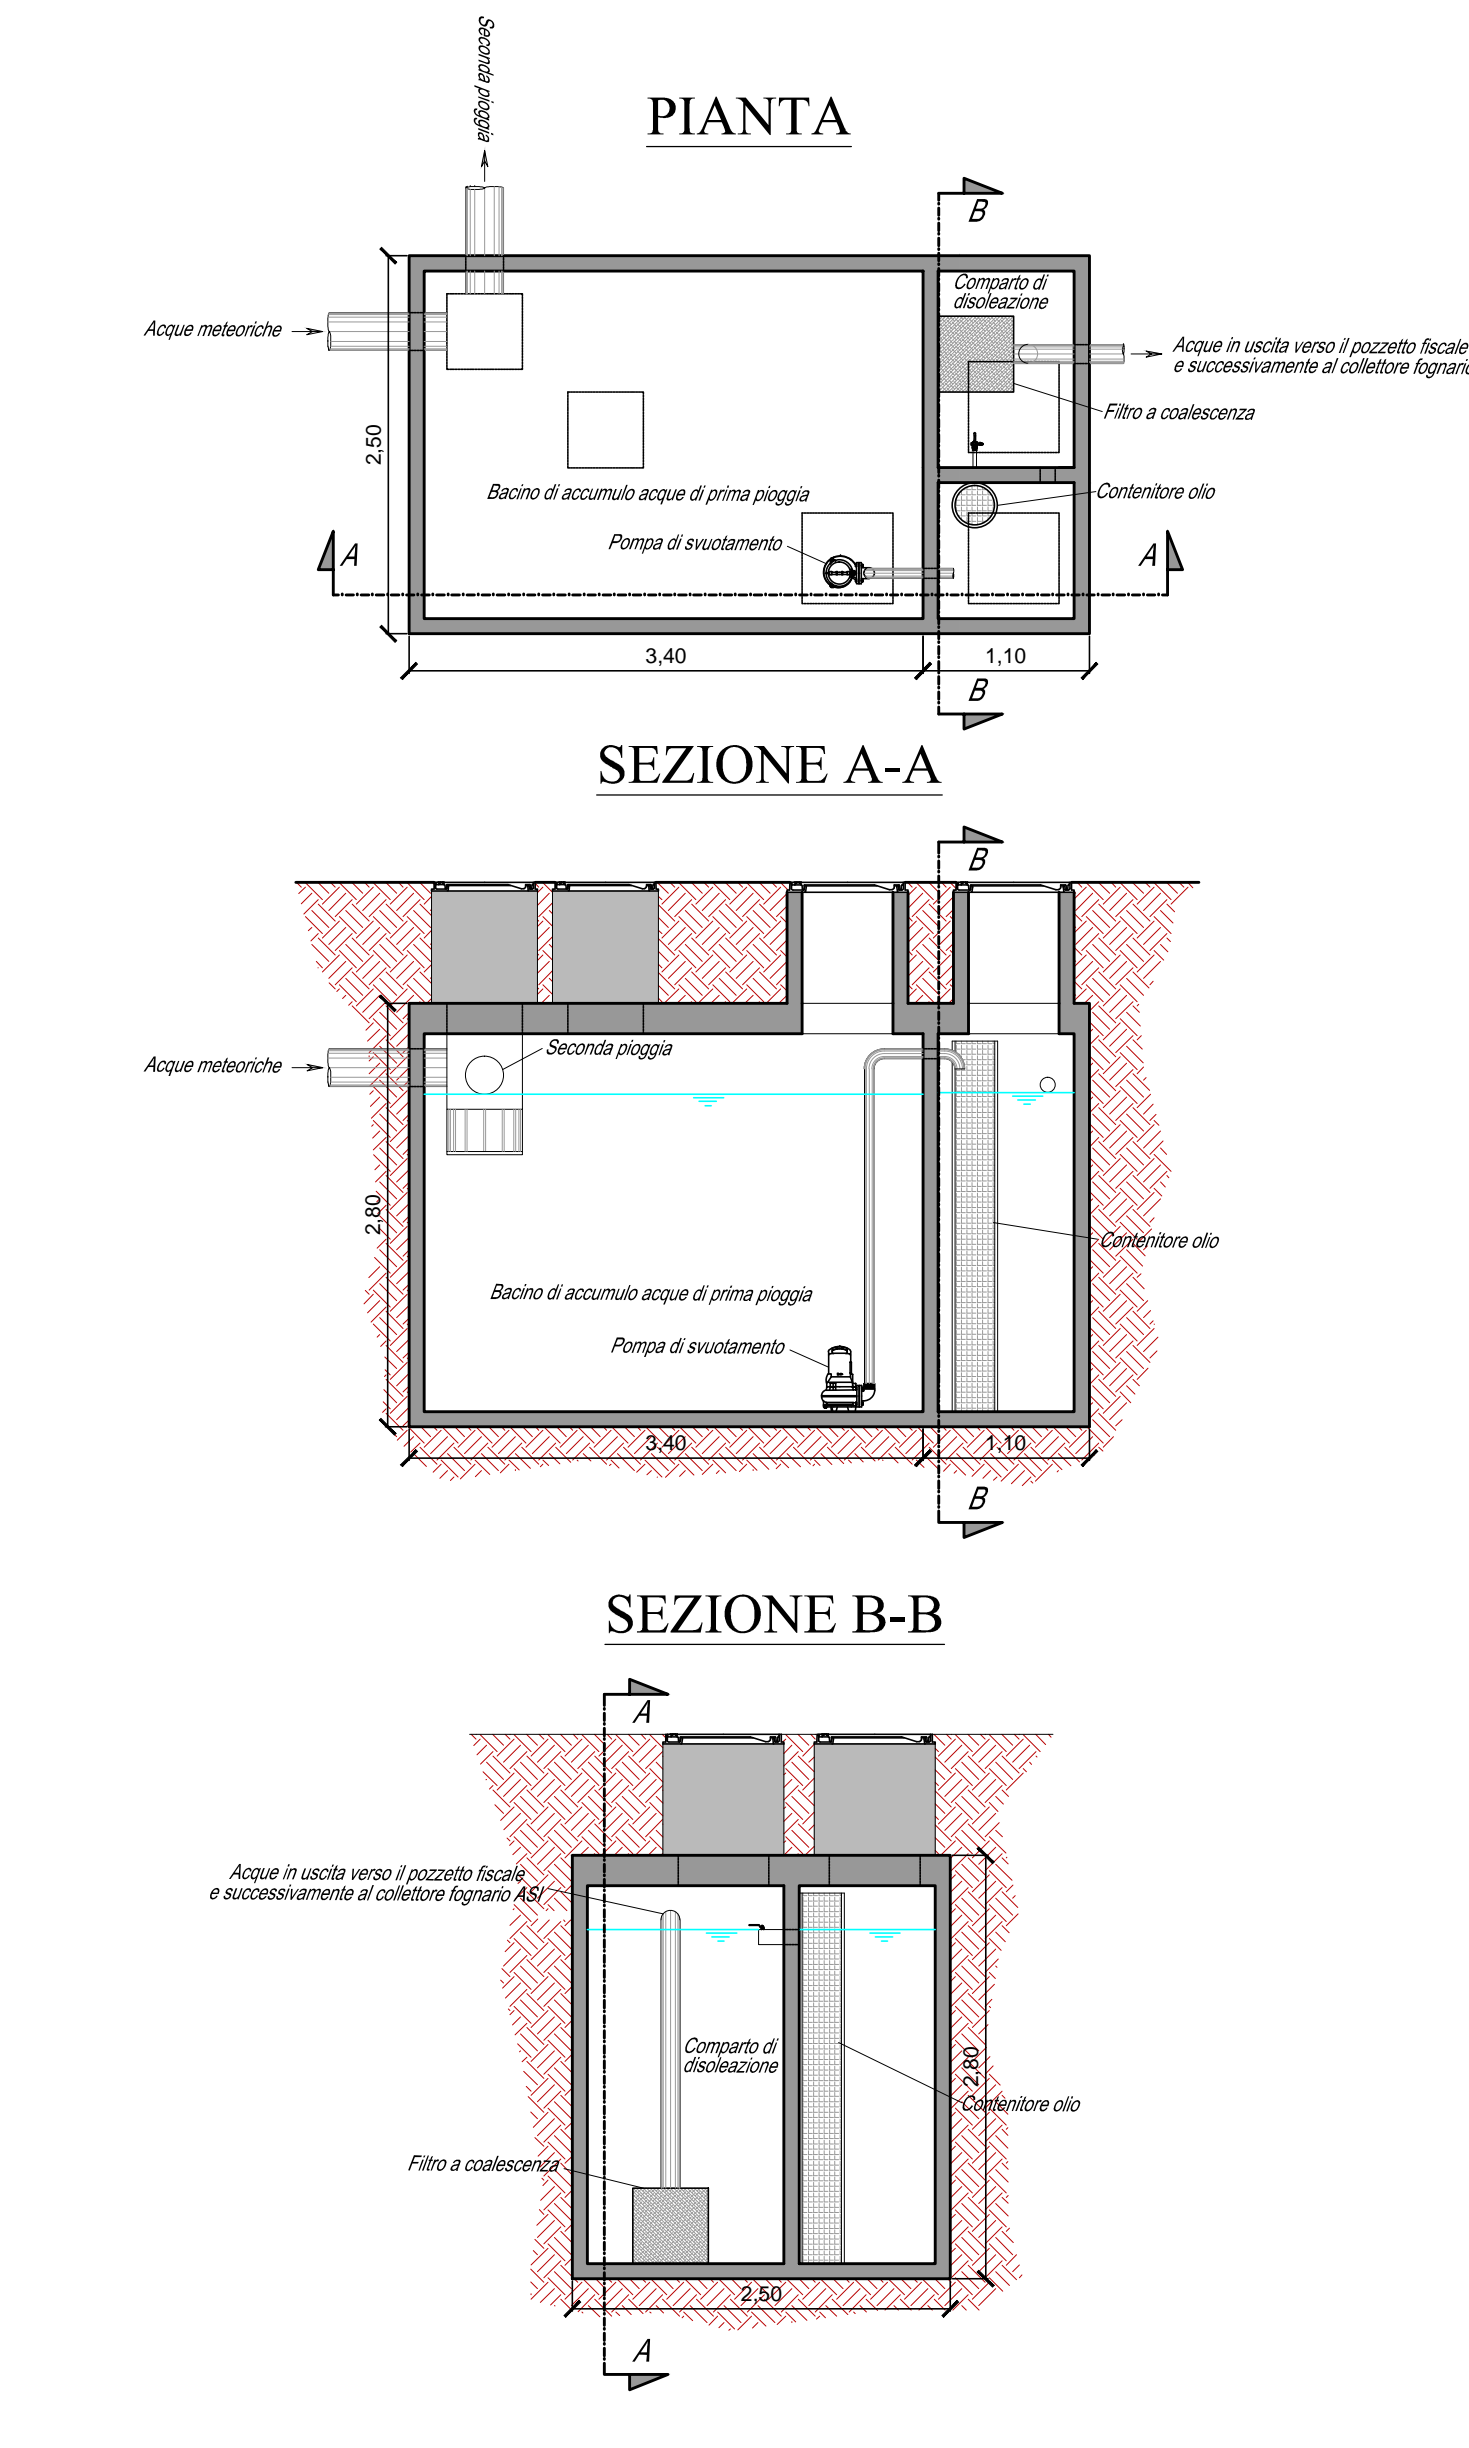 Seconda pioggia
PIANTA
B
Comparto di
disoleazione
Acque meteoriche
Acque in uscita verso il pozzetto fiscale
e successivamente al collettore fognario
Filtro a coalescenza
2,50
Bacino di accumulo acque di prima pioggia
Contenitore olio
Pompa di svuotamento
A
A
3,40
1,10
B
SEZIONE A-A
B
Seconda pioggia
Acque meteoriche
2,80
Contenitore olio
Bacino di accumulo acque di prima pioggia
Pompa di svuotamento
3,40
1,10
B
SEZIONE B-B
A
Acque in uscita verso il pozzetto fiscale
e successivamente al collettore fognario ASI
Comparto di
disoleazione
2,80
Contenitore olio
Filtro a coalescenza
2,50
A